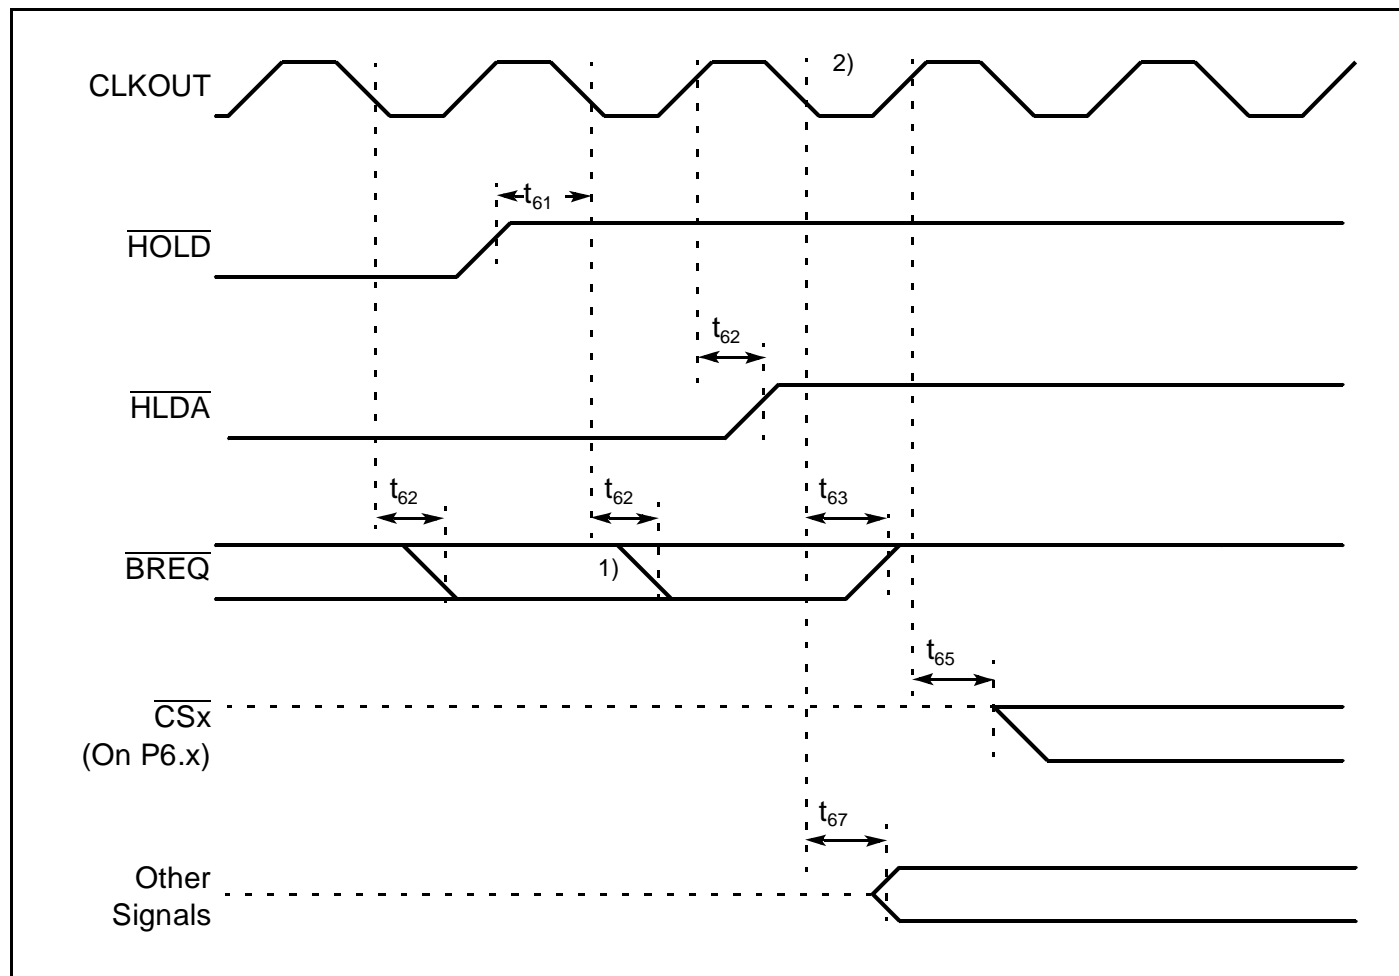 CLKOUT
2)
t61
HOLD
t62
HLDA
t62
t62
t63
BREQ
1)
t65
CSx
(On P6.x)
t67
Other
Signals